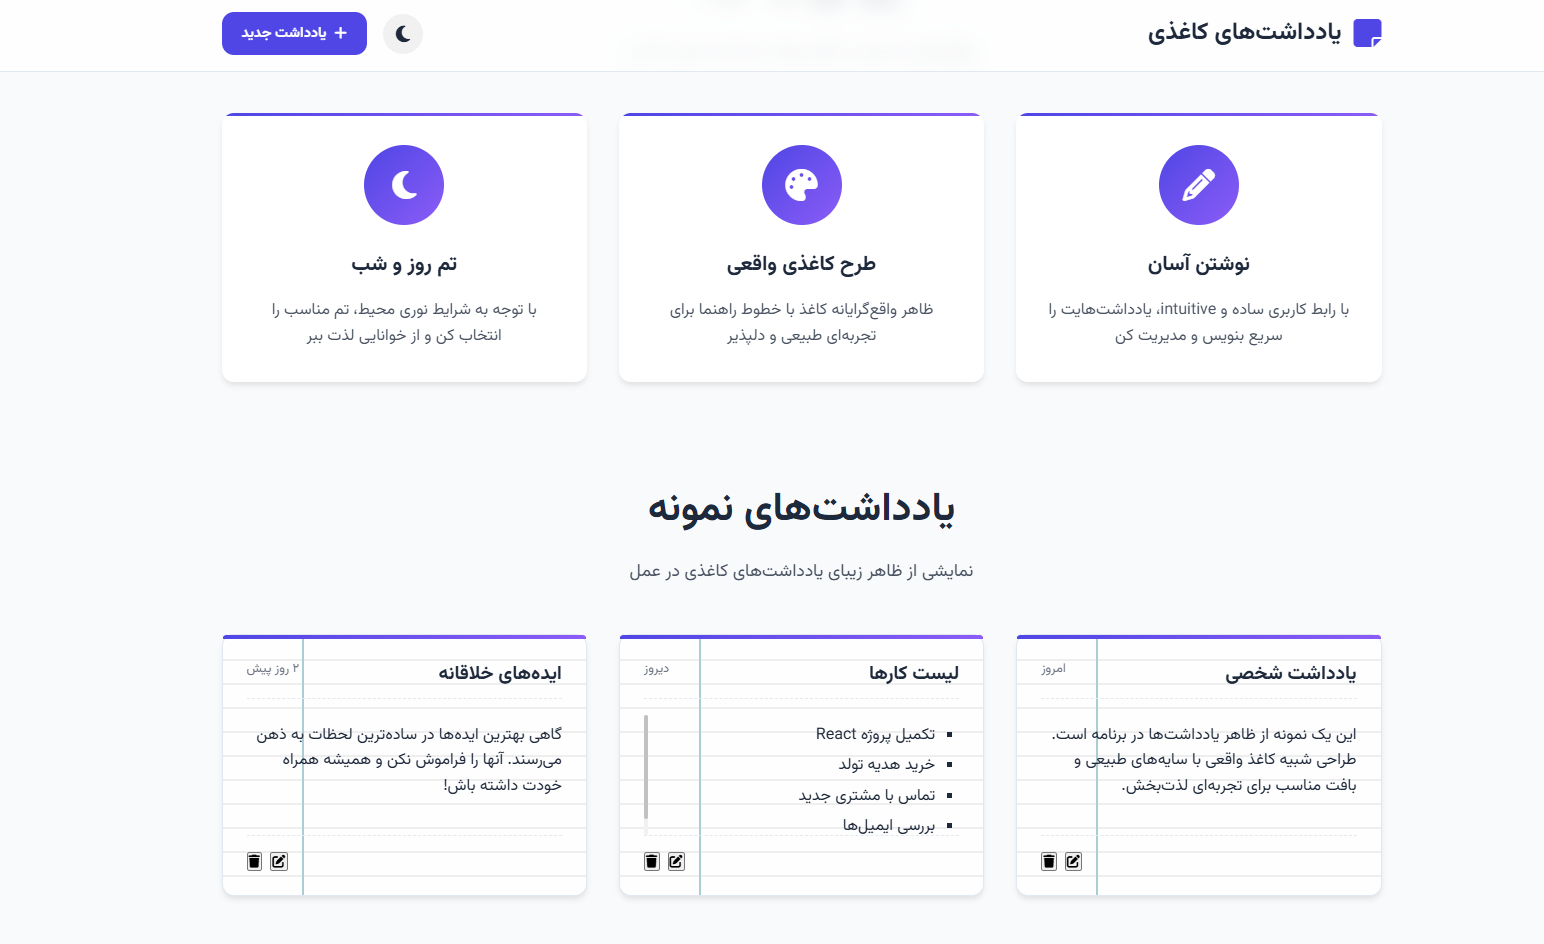 یادداشت‌های کاغذی
یادداشت جدید
نوشتن آسان
با رابط کاربری ساده و intuitive، یادداشت‌هایت را
سریع بنویس و مدیریت کن
طرح کاغذی واقعی
ظاهر واقع‌گرایانه کاغذ با خطوط راهنما برای
تجربه‌ای طبیعی و دلپذیر
تم روز و شب
با توجه به شرایط نوری محیط، تم مناسب را
انتخاب کن و از خوانایی لذت ببر
یادداشت‌های نمونه
نمایشی از ظاهر زیبای یادداشت‌های کاغذی در عمل
یادداشت شخصی
امروز
این یک نمونه از ظاهر یادداشت‌ها در برنامه است.
طراحی شبیه کاغذ واقعی با سایه‌های طبیعی و
بافت مناسب برای تجربه‌ای لذت‌بخش.
لیست کارها
دیروز
تکمیل پروژه React
خرید هدیه تولد
تماس با مشتری جدید
بررسی ایمیل‌ها
ایده‌های خلاقانه
۲ روز پیش
گاهی بهترین ایده‌ها در ساده‌ترین لحظات به ذهن
می‌رسند. آنها را فراموش نکن و همیشه همراه
خودت داشته باش!